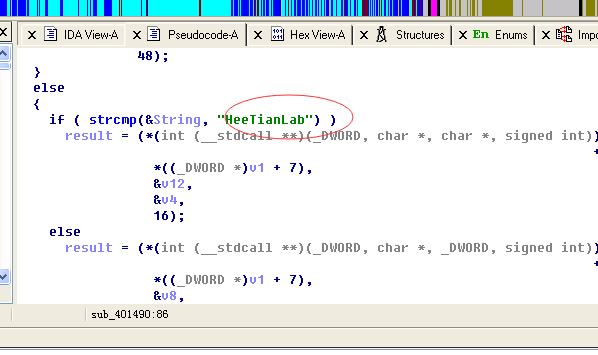 IDA View-A Pseudocode-A Hex View-A Structures En Enums Impo
48);
}
else
{
if ( strcmp(&String, "HeeTianLab") )
result = (*(int (__stdcall **)(_DWORD, char *, char *, signed int))
+
*((_DWORD *)v1 + 7),
&v12,
&v4,
16);
else
result = (*(int (__stdcall **)(_DWORD, char *, _DWORD, signed int))
+
*((_DWORD *)v1 + 7),
&v8,
sub_401490:86